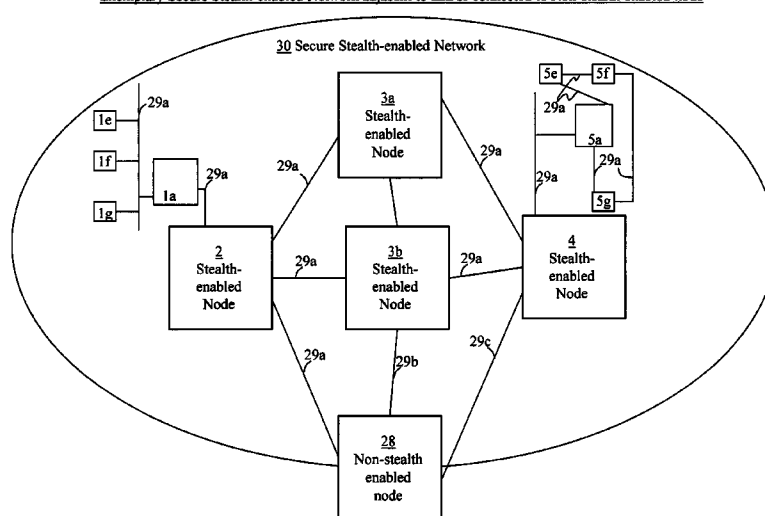 30 Secure Stealth-enabled Network
5e
5f
29a
3a
Stealth-
enabled
Node
29a
1e
29a
5a
1f
29a
29a
29a
1a
29a
29a
1g
5g
2
Stealth-
enabled
Node
3b
Stealth-
enabled
Node
4
Stealth-
enabled
Node
29a
29a
29a
29b
29c
28
Non-stealth
enabled
node